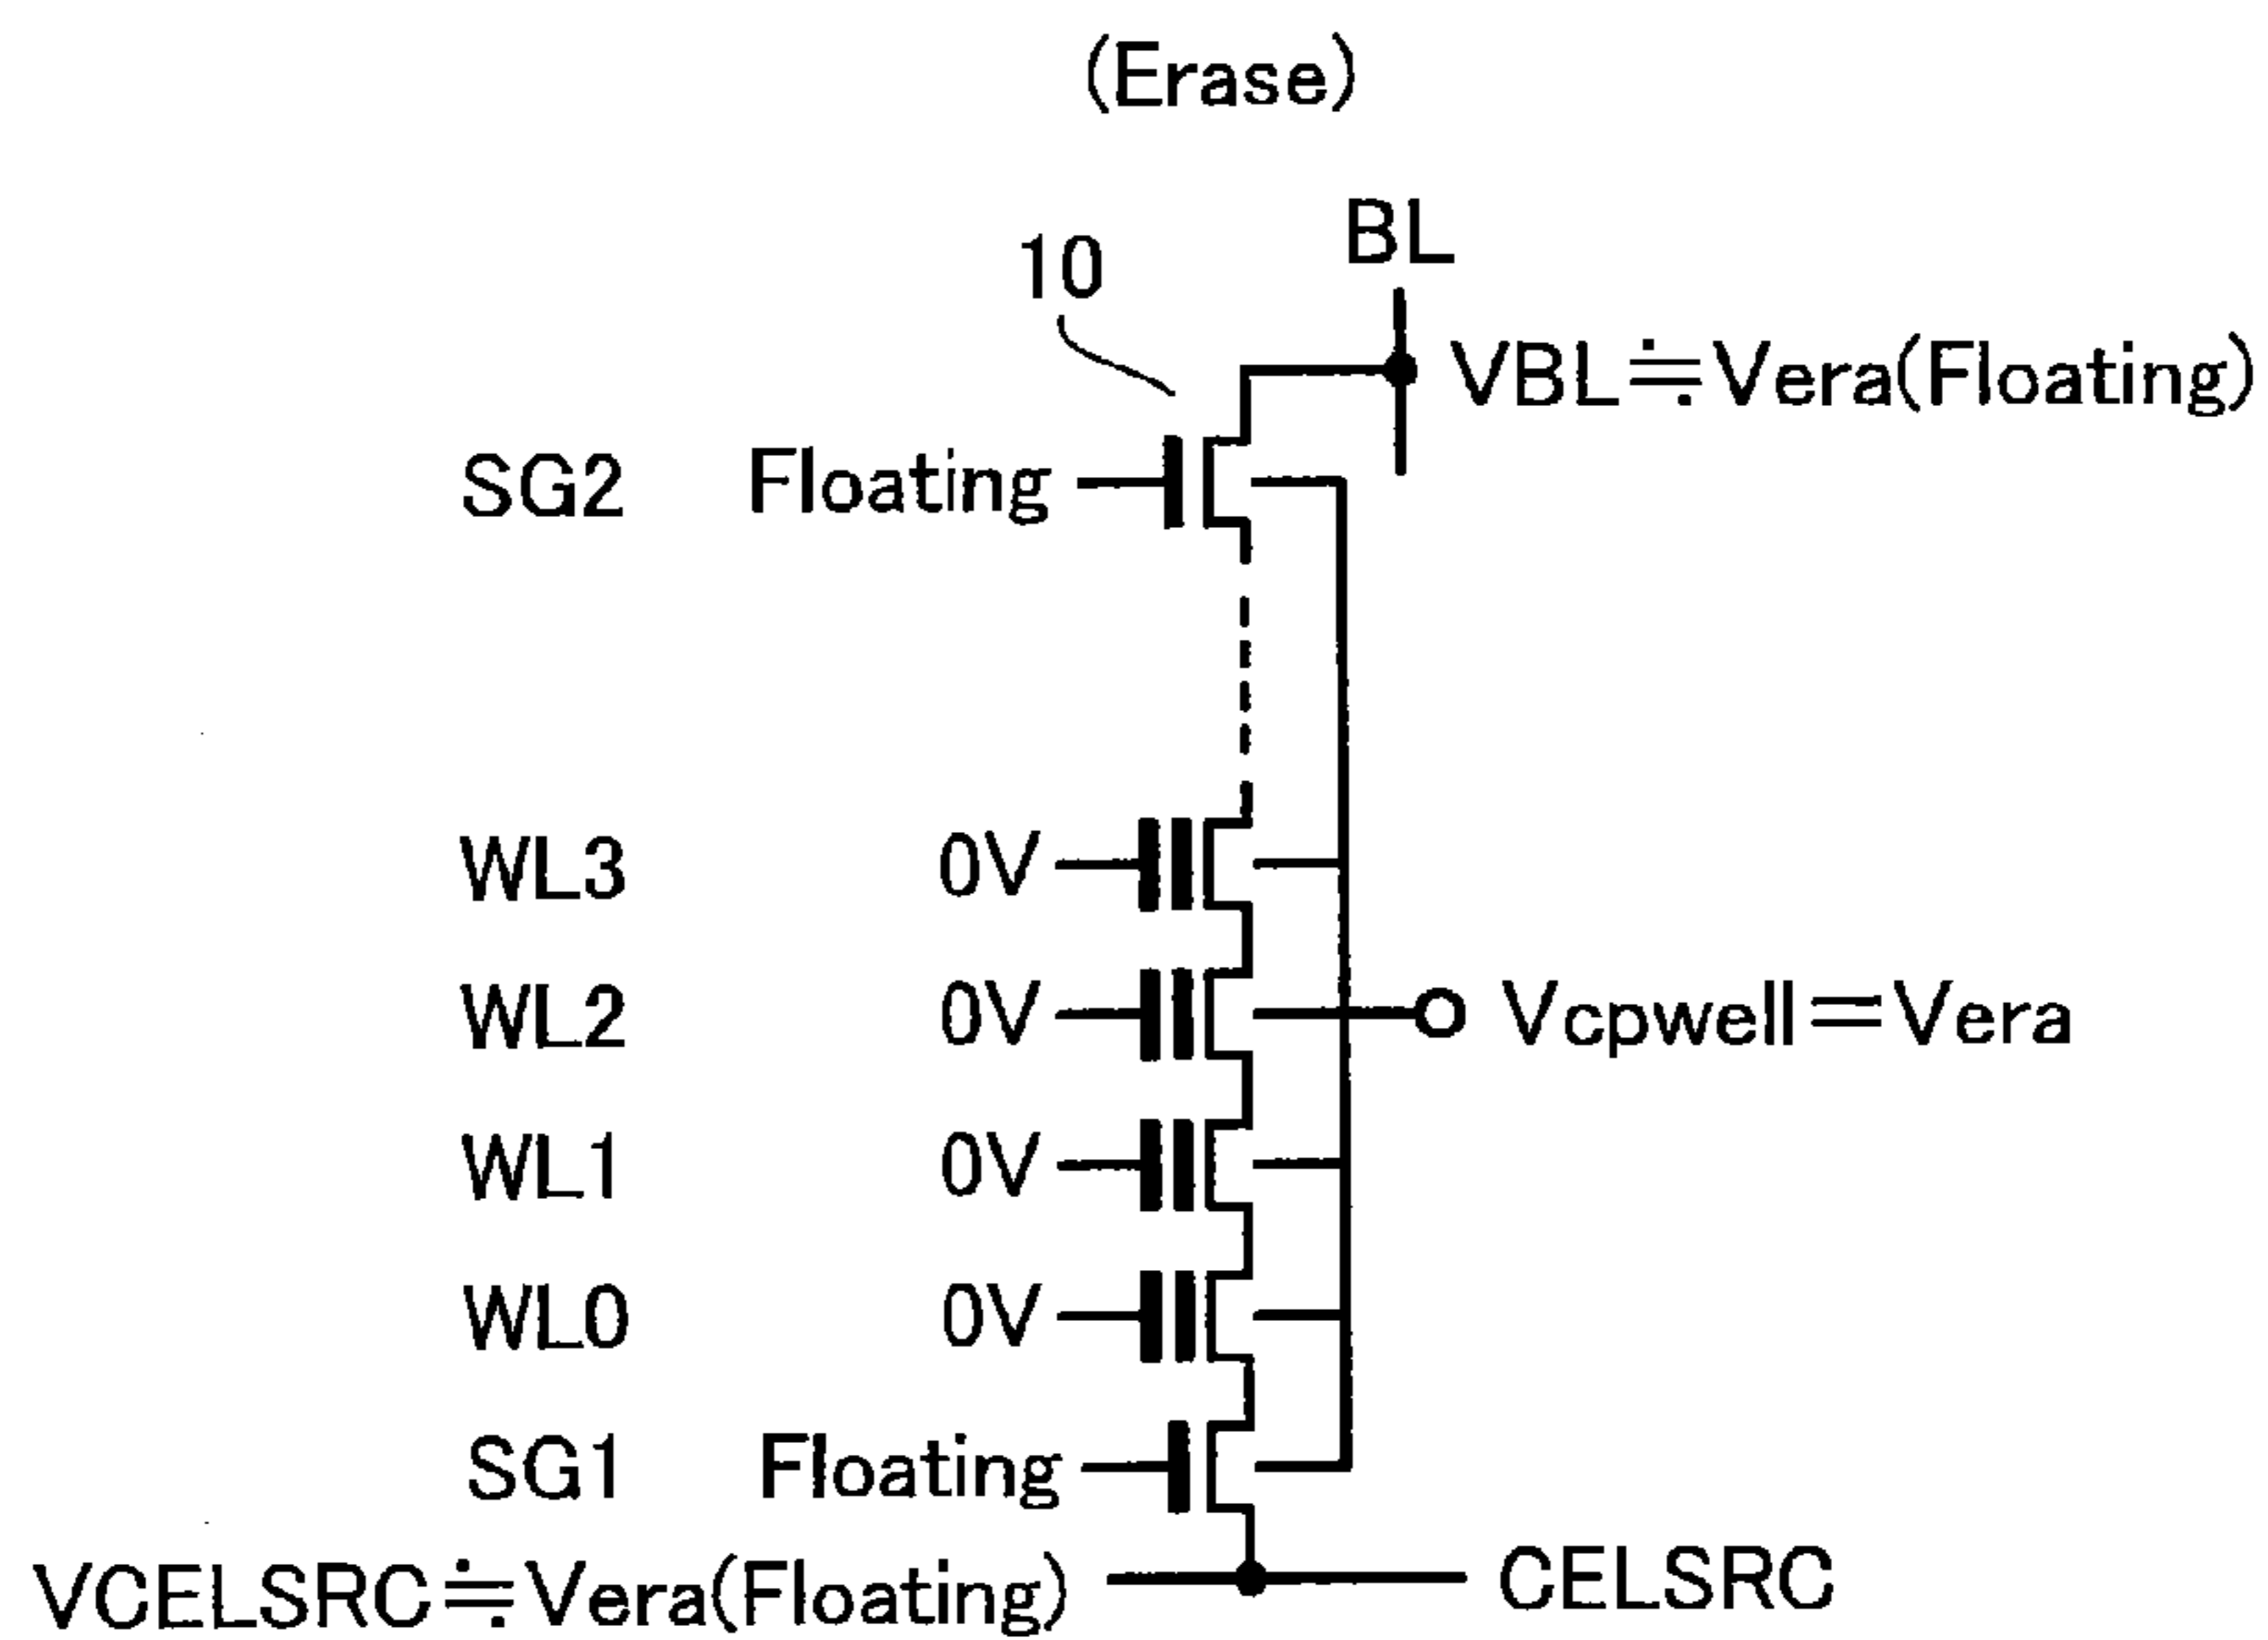 (Erase)
BL
10
VBL≒Vera(Floating)
SG2 Floating
WL3 0V
WL2 0V Vcpwell=Vera
WL1 0V
WL0 0V
SG1 Floating
VCELSRC≒Vera(Floating) CELSRC